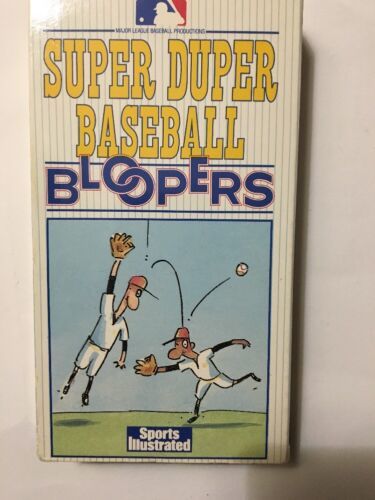 MAJOR LEAGUE BASEBALL PRODUCTIONS
SUPER DUPER
BASEBALL
BLOOPERS
Sports
Illustrated